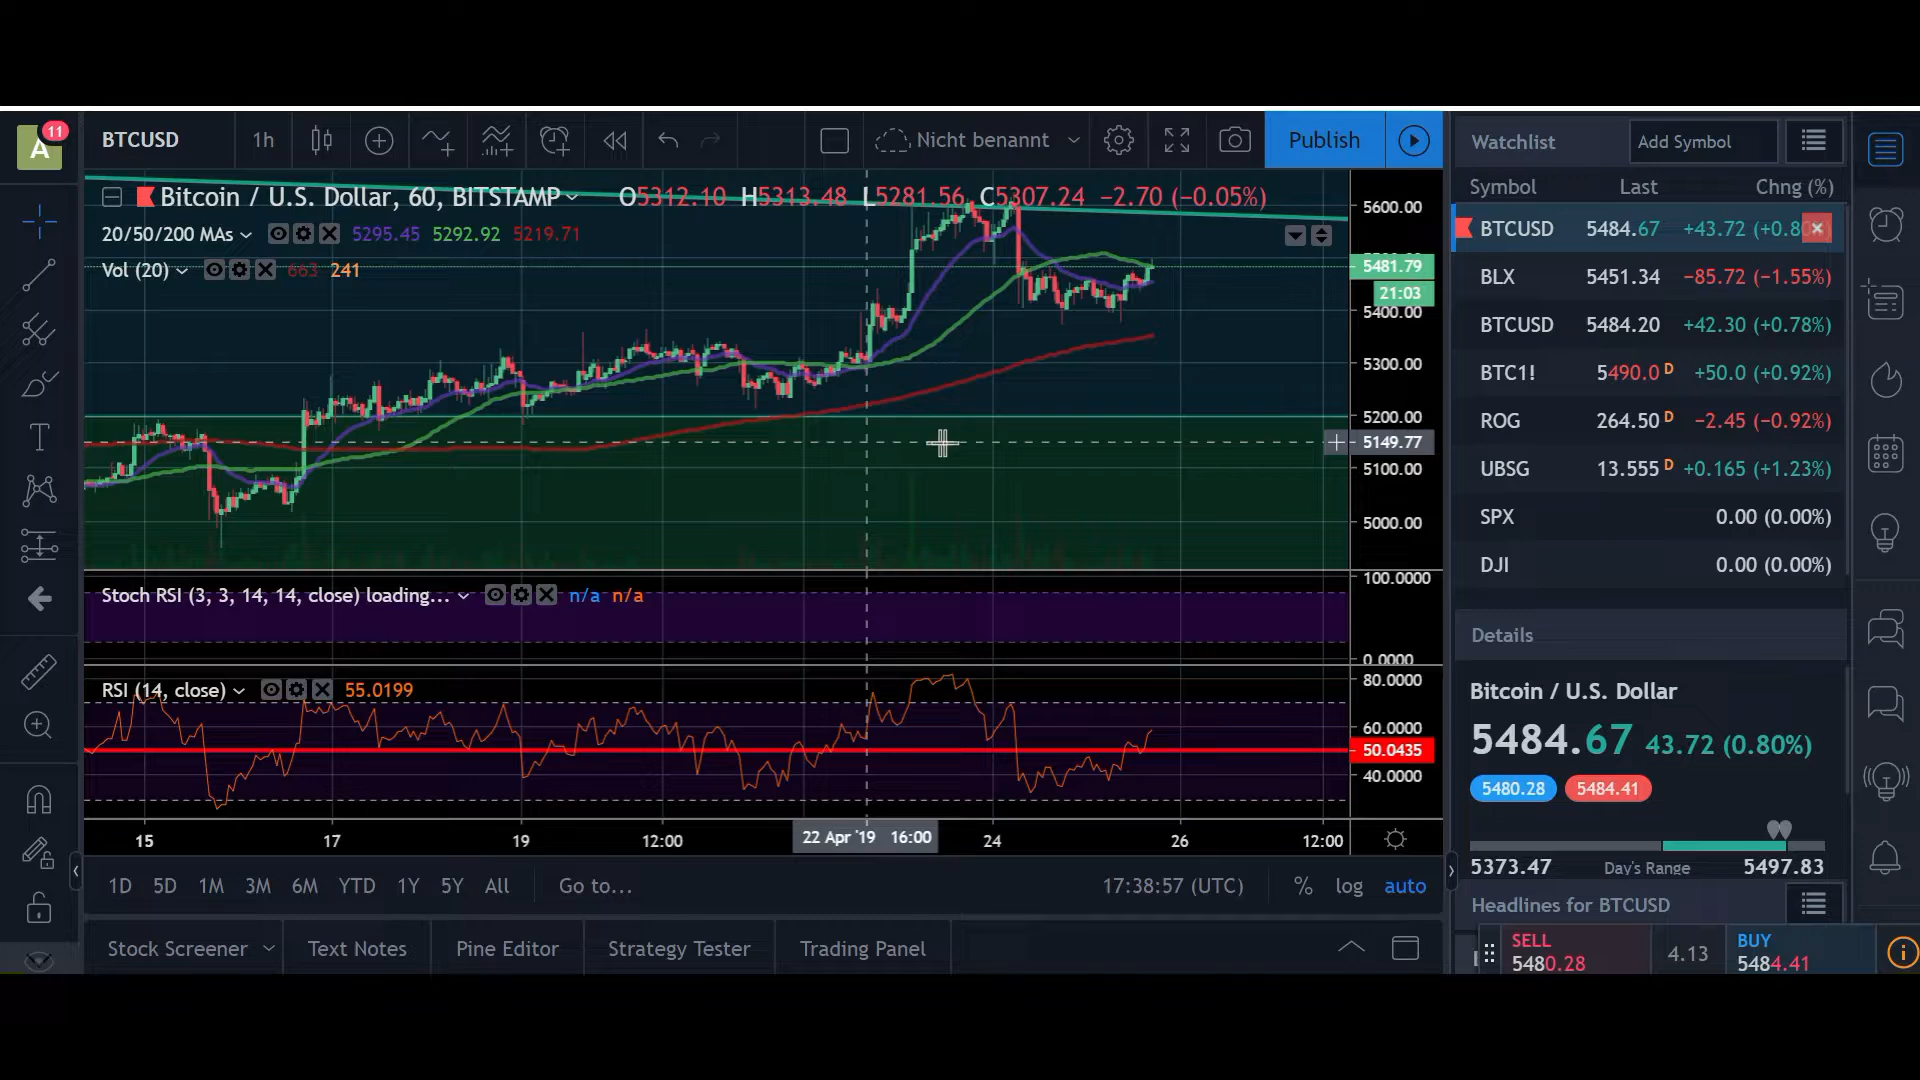 A 11
BTCUSD 1h Nicht benannt Publish
Bitcoin / U.S. Dollar, 60, BITSTAMP O5312.10 H5313.48 L5281.56 C5307.24 −2.70 (−0.05%)
20/50/200 MAs 5295.45 5292.92 5219.71
Vol (20) 663 241
5600.00
5481.79
21:03
5400.00
5300.00
5200.00
5149.77
5100.00
5000.00
Stoch RSI (3, 3, 14, 14, close) loading... n/a n/a
100.0000
0.0000
RSI (14, close) 55.0199
80.0000
60.0000
50.0435
40.0000
15 17 19 12:00 22 Apr '19 16:00 24 26 12:00
1D 5D 1M 3M 6M YTD 1Y 5Y All Go to... 17:38:57 (UTC) % log auto
Stock Screener Text Notes Pine Editor Strategy Tester Trading Panel
Watchlist Add Symbol
Symbol Last Chng (%)
BTCUSD 5484.67 +43.72 (+0.80
BLX 5451.34 −85.72 (−1.55%)
BTCUSD 5484.20 +42.30 (+0.78%)
BTC1! 5490.0 D +50.0 (+0.92%)
ROG 264.50 D −2.45 (−0.92%)
UBSG 13.555 D +0.165 (+1.23%)
SPX 0.00 (0.00%)
DJI 0.00 (0.00%)
Details
Bitcoin / U.S. Dollar
5484.67 43.72 (0.80%)
5480.28 5484.41
5373.47 Day's Range 5497.83
Headlines for BTCUSD
SELL 5480.28 4.13 BUY 5484.41